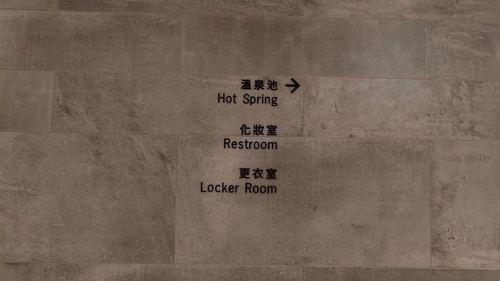 溫泉池 →
Hot Spring
化妝室
Restroom
更衣室
Locker Room